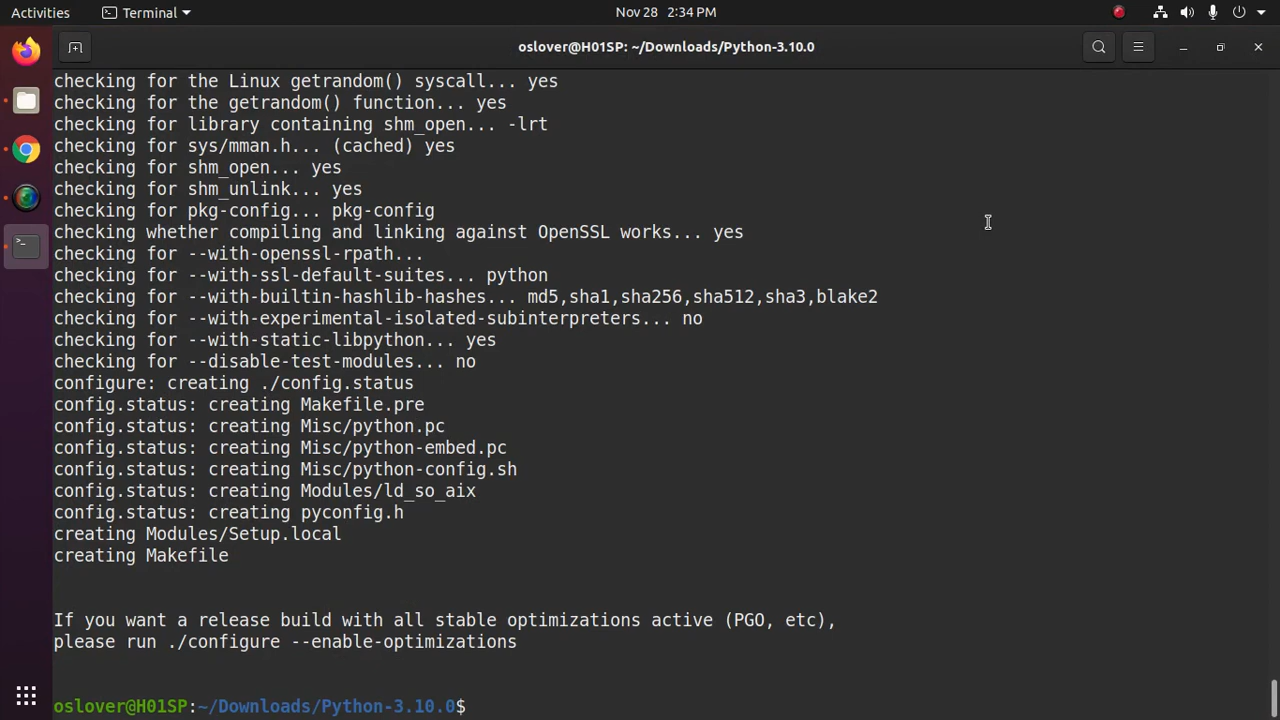 Activities Terminal Nov 28 2:34 PM
oslover@H01SP: ~/Downloads/Python-3.10.0
checking for the Linux getrandom() syscall... yes
checking for the getrandom() function... yes
checking for library containing shm_open... -lrt
checking for sys/mman.h... (cached) yes
checking for shm_open... yes
checking for shm_unlink... yes
checking for pkg-config... pkg-config
checking whether compiling and linking against OpenSSL works... yes
checking for --with-openssl-rpath...
checking for --with-ssl-default-suites... python
checking for --with-builtin-hashlib-hashes... md5,sha1,sha256,sha512,sha3,blake2
checking for --with-experimental-isolated-subinterpreters... no
checking for --with-static-libpython... yes
checking for --disable-test-modules... no
configure: creating ./config.status
config.status: creating Makefile.pre
config.status: creating Misc/python.pc
config.status: creating Misc/python-embed.pc
config.status: creating Misc/python-config.sh
config.status: creating Modules/ld_so_aix
config.status: creating pyconfig.h
creating Modules/Setup.local
creating Makefile
If you want a release build with all stable optimizations active (PGO, etc),
please run ./configure --enable-optimizations
oslover@H01SP:~/Downloads/Python-3.10.0$